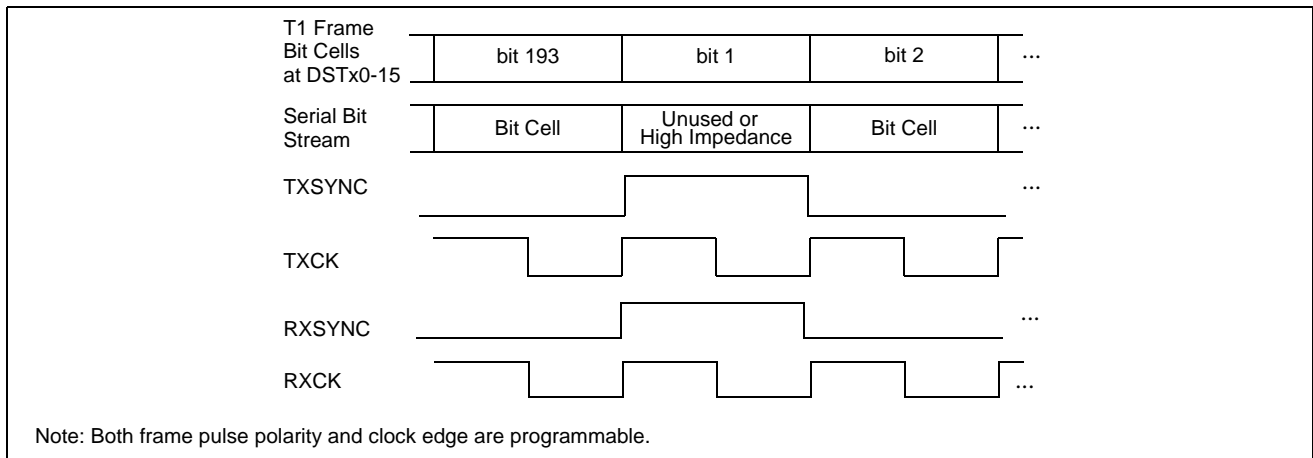 T1 Frame
Bit Cells
at DSTx0-15
bit 193
bit 1
bit 2
...
Serial Bit
Stream
Bit Cell
Unused or
High Impedance
Bit Cell
...
TXSYNC
...
TXCK
RXSYNC
...
RXCK
...
Note: Both frame pulse polarity and clock edge are programmable.